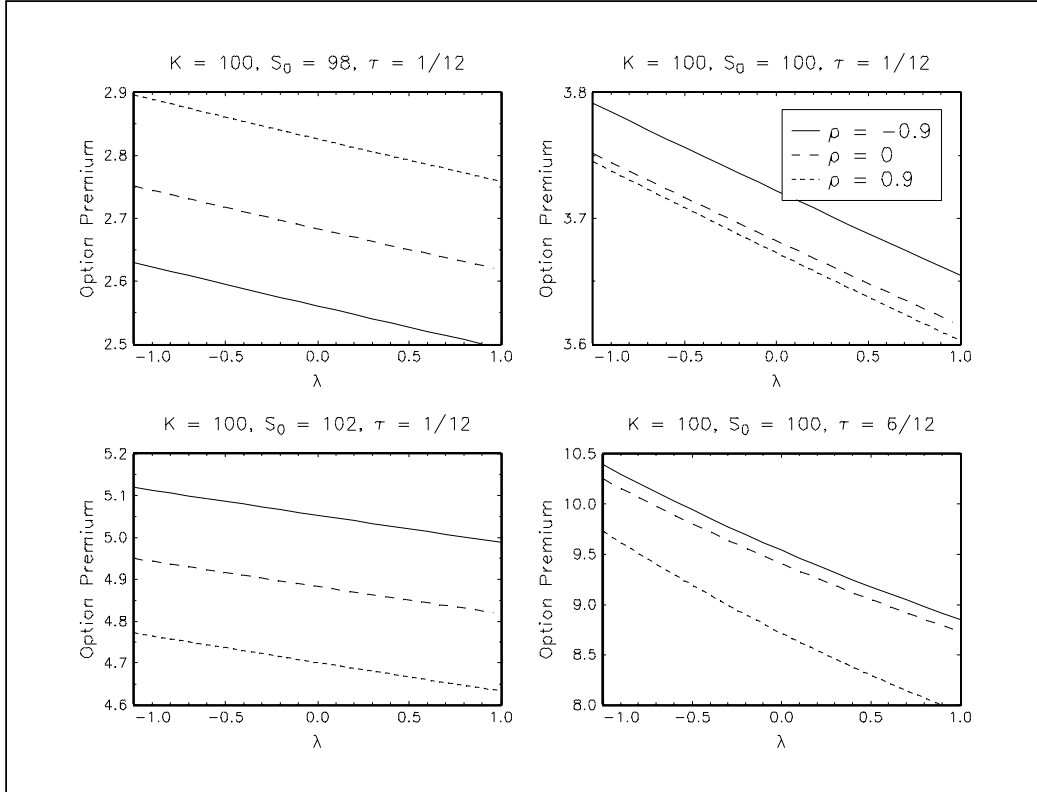 K = 100, S₀ = 98, τ = 1/12
Option Premium
2.9
2.8
2.7
2.6
2.5
−1.0 −0.5 0.0 0.5 1.0
λ
K = 100, S₀ = 100, τ = 1/12
Option Premium
3.8
3.7
3.6
ρ = −0.9
ρ = 0
ρ = 0.9
−1.0 −0.5 0.0 0.5 1.0
λ
K = 100, S₀ = 102, τ = 1/12
Option Premium
5.2
5.1
5.0
4.9
4.8
4.7
4.6
−1.0 −0.5 0.0 0.5 1.0
λ
K = 100, S₀ = 100, τ = 6/12
Option Premium
10.5
10.0
9.5
9.0
8.5
8.0
−1.0 −0.5 0.0 0.5 1.0
λ